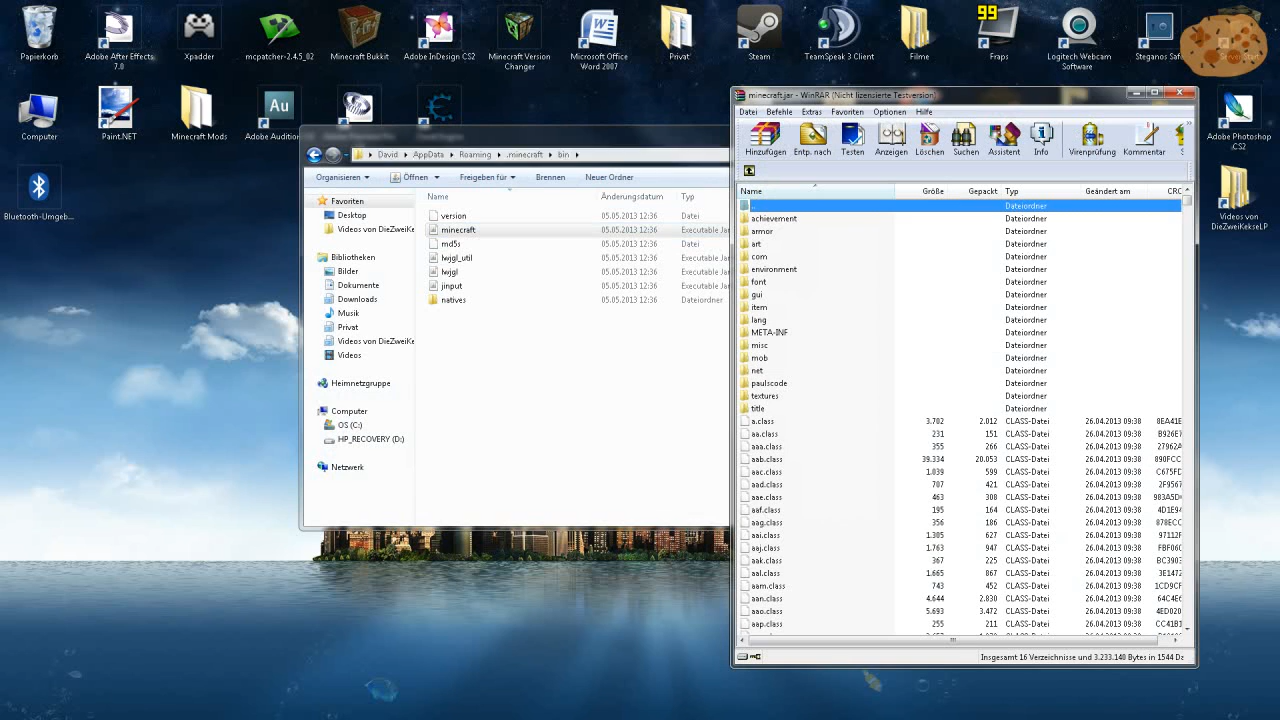 Papierkorb
Adobe After Effects 7.0
Xpadder
mcpatcher-2.4.5_02
Minecraft Bukkit
Adobe InDesign CS2
Minecraft Version Changer
Microsoft Office Word 2007
Privat
Steam
TeamSpeak 3 Client
Filme
99
Fraps
Logitech Webcam Software
Steganos Safe
Computer
Paint.NET
Minecraft Mods
Adobe Audition
Adobe Photoshop CS2
Bluetooth-Umgeb...
Videos von DieZweiKekseLP
David
AppData
Roaming
.minecraft
bin
Organisieren
Öffnen
Freigeben für
Brennen
Neuer Ordner
Name Änderungsdatum Typ
Favoriten
Desktop
Videos von DieZweiKe
Bibliotheken
Bilder
Dokumente
Downloads
Musik
Privat
Videos von DieZweiKe
Videos
Heimnetzgruppe
Computer
OS (C:)
HP_RECOVERY (D:)
Netzwerk
version 05.05.2013 12:36 Datei
minecraft 05.05.2013 12:36 Executable Jar
md5s 05.05.2013 12:36 Datei
lwjgl_util 05.05.2013 12:36 Executable Jar
lwjgl 05.05.2013 12:36 Executable Jar
jinput 05.05.2013 12:36 Executable Jar
natives 05.05.2013 12:36 Dateiordner
minecraft.jar - WinRAR (Nicht lizensierte Testversion)
Datei Befehle Extras Favoriten Optionen Hilfe
Hinzufügen Entp. nach Testen Anzeigen Löschen Suchen Assistent Info Virenprüfung Kommentar S
Name Größe Gepackt Typ Geändert am CRC
.. Dateiordner
achievement Dateiordner
armor Dateiordner
art Dateiordner
com Dateiordner
environment Dateiordner
font Dateiordner
gui Dateiordner
item Dateiordner
lang Dateiordner
META-INF Dateiordner
misc Dateiordner
mob Dateiordner
net Dateiordner
paulscode Dateiordner
textures Dateiordner
title Dateiordner
a.class 3.702 2.012 CLASS-Datei 26.04.2013 09:38 8EA41E
aa.class 231 151 CLASS-Datei 26.04.2013 09:38 B926E7
aaa.class 355 266 CLASS-Datei 26.04.2013 09:38 27962A
aab.class 39.334 20.053 CLASS-Datei 26.04.2013 09:38 890FCC
aac.class 1.039 599 CLASS-Datei 26.04.2013 09:38 C675FD
aad.class 707 421 CLASS-Datei 26.04.2013 09:38 2F9567
aae.class 463 308 CLASS-Datei 26.04.2013 09:38 983A5D
aaf.class 195 164 CLASS-Datei 26.04.2013 09:38 4D1E94
aag.class 356 186 CLASS-Datei 26.04.2013 09:38 078ECC
aai.class 1.305 627 CLASS-Datei 26.04.2013 09:38 97112F
aaj.class 1.763 947 CLASS-Datei 26.04.2013 09:38 FBF06C
aak.class 367 225 CLASS-Datei 26.04.2013 09:38 BC3903
aal.class 1.665 867 CLASS-Datei 26.04.2013 09:38 3E1472
aam.class 743 452 CLASS-Datei 26.04.2013 09:38 1CD9CF
aan.class 4.644 2.830 CLASS-Datei 26.04.2013 09:38 64C4E6
aao.class 5.693 3.472 CLASS-Datei 26.04.2013 09:38 4ED020
aap.class 255 211 CLASS-Datei 26.04.2013 09:38 CC41B1
Insgesamt 16 Verzeichnisse und 3.233.140 Bytes in 1544 Da